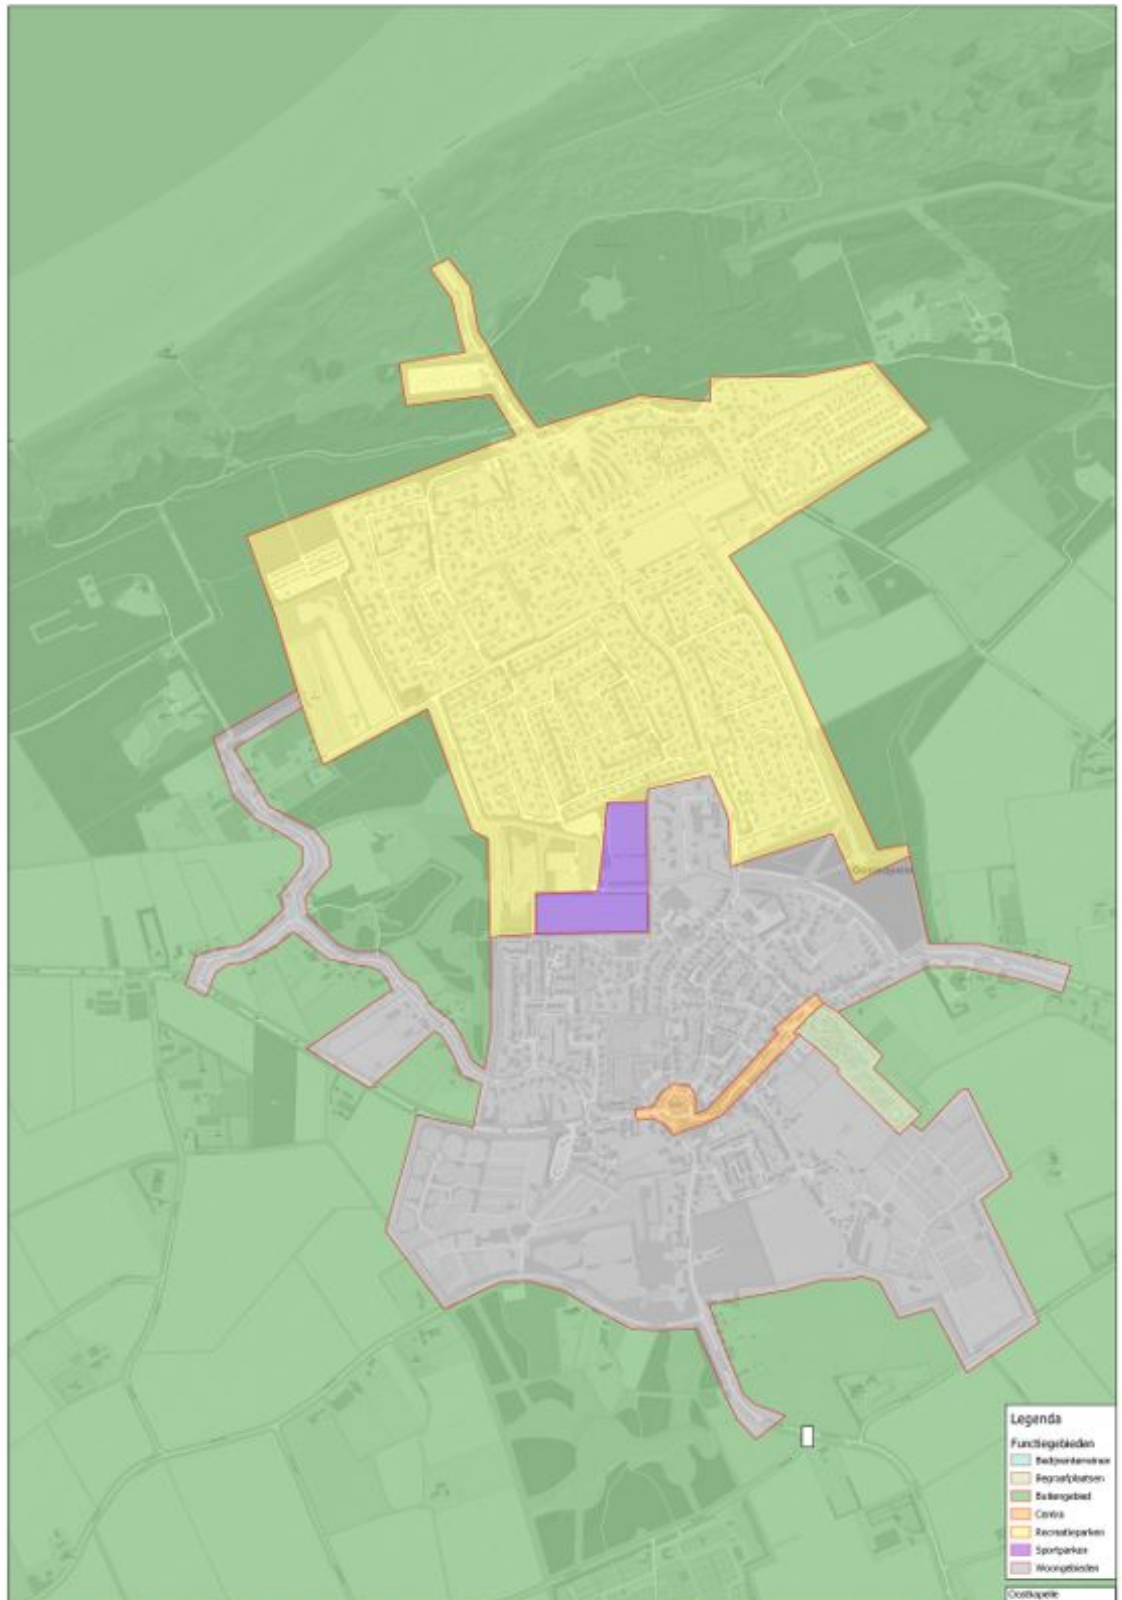 Legenda
Functiegebieden
Bedrijventerreinen
Begraafplaatsen
Buitengebied
Centra
Recreatieparken
Sportparken
Woongebieden
Oostkapelle